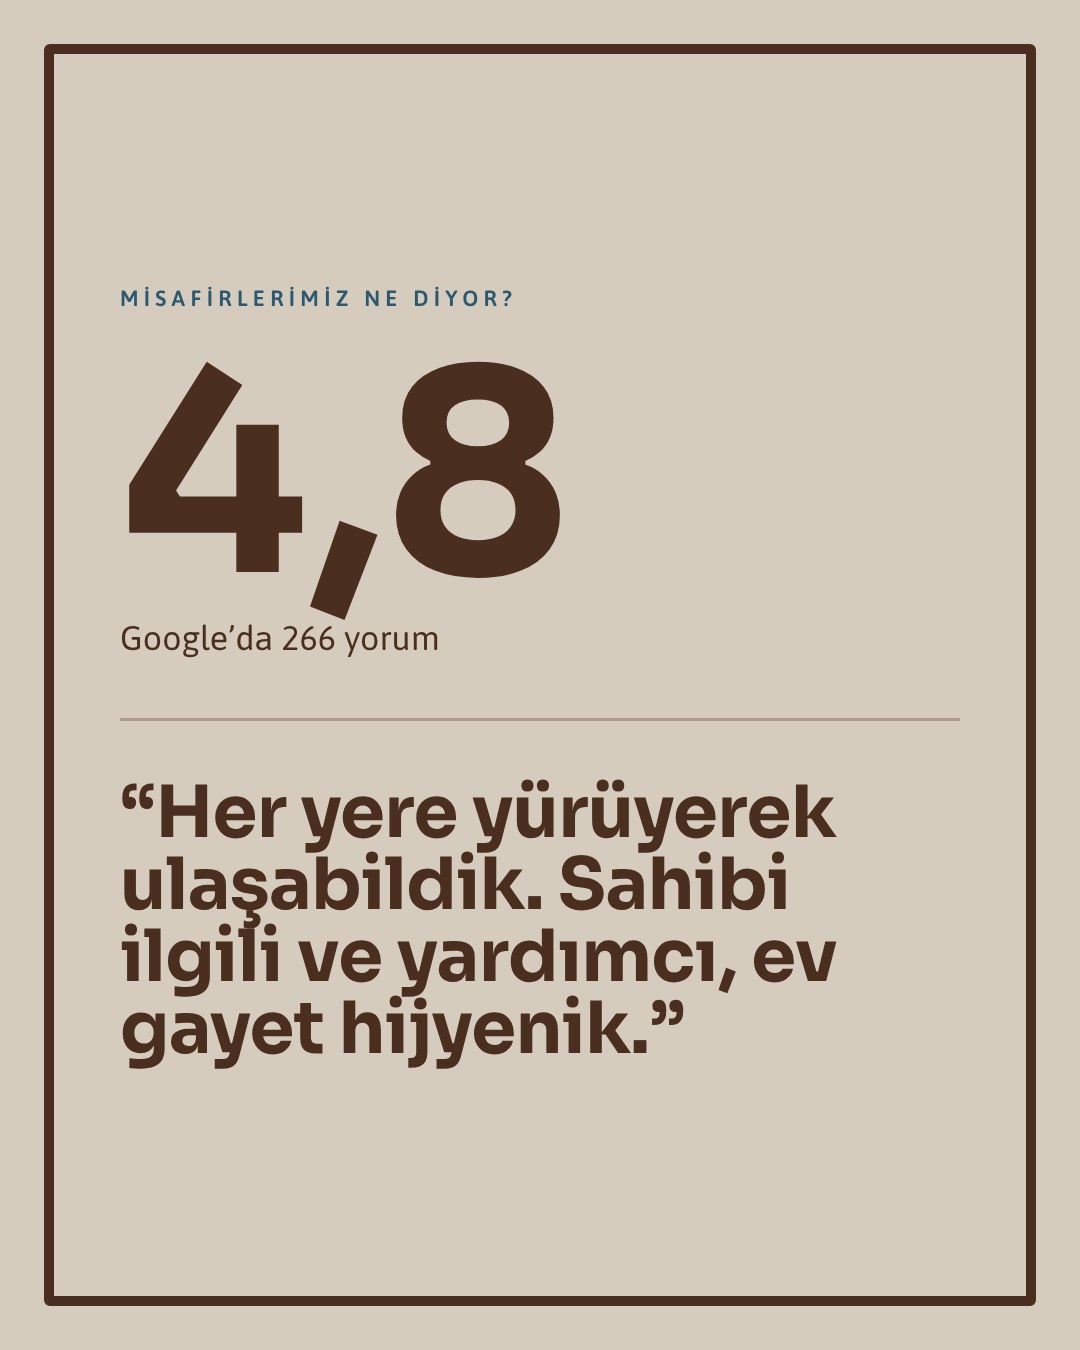 MİSAFİRLERİMİZ NE DİYOR?
4,8
Google’da 266 yorum
“Her yere yürüyerek
ulaşabildik. Sahibi
ilgili ve yardımcı, ev
gayet hijyenik.”